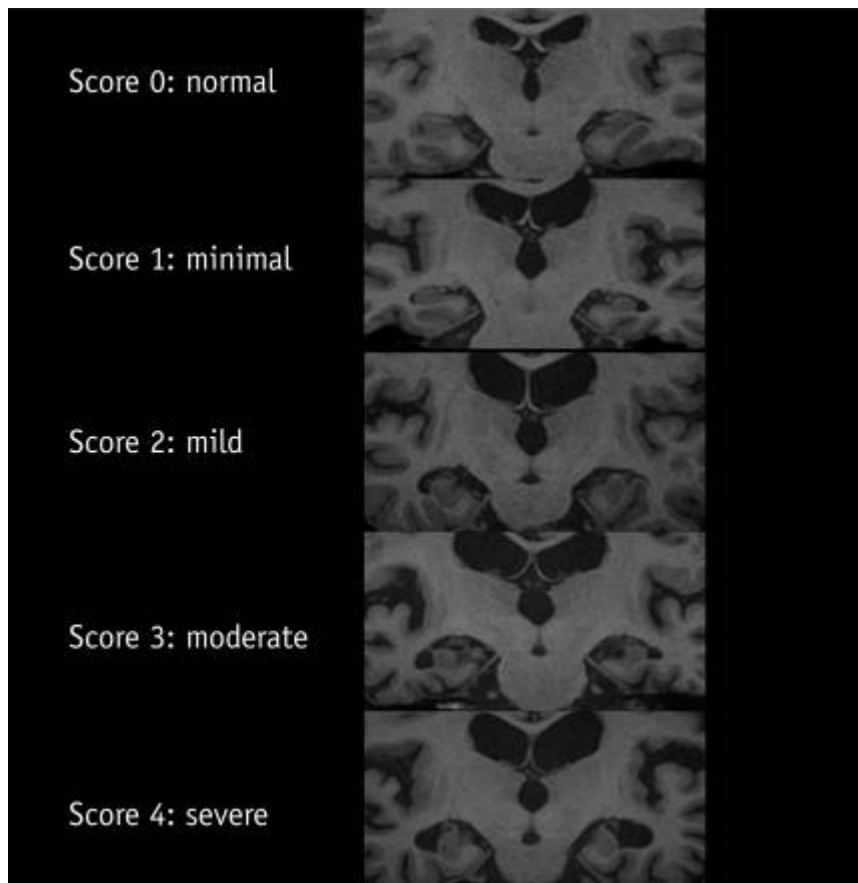 Score 0: normal
Score 1: minimal
Score 2: mild
Score 3: moderate
Score 4: severe